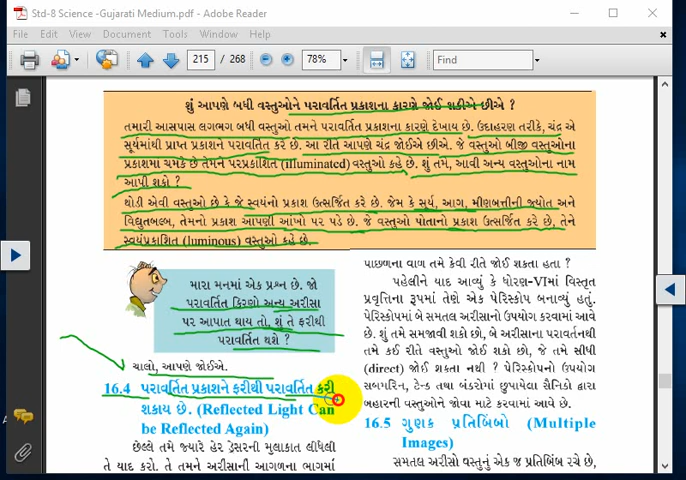 Std-8 Science -Gujarati Medium.pdf - Adobe Reader
File Edit View Document Tools Window Help
215 / 268 78% Find
શું આપણે બધી વસ્તુઓને પરાવર્તિત પ્રકાશના કારણે જોઈ શકીએ છીએ ?
તમારી આસપાસ લગભગ બધી વસ્તુઓ તમને પરાવર્તિત પ્રકાશના કારણે દેખાય છે. ઉદાહરણ તરીકે, ચંદ્ર એ
સૂર્યમાંથી પ્રાપ્ત પ્રકાશને પરાવર્તિત કરે છે. આ રીતે આપણે ચંદ્ર જોઈએ છીએ. જે વસ્તુઓ બીજી વસ્તુઓના
પ્રકાશમાં ચમકે છે તેમને પરપ્રકાશિત (illuminated) વસ્તુઓ કહે છે. શું તમે, આવી અન્ય વસ્તુઓના નામ
આપી શકો ?
થોડી એવી વસ્તુઓ છે કે જે સ્વયંનો પ્રકાશ ઉત્સર્જિત કરે છે. જેમ કે સૂર્ય, આગ, મીણબત્તીની જ્યોત અને
વિદ્યુતબલ્બ, તેમનો પ્રકાશ આપણી આંખો પર પડે છે. જે વસ્તુઓ પોતાનો પ્રકાશ ઉત્સર્જિત કરે છે, તેને
સ્વયંપ્રકાશિત (luminous) વસ્તુઓ કહે છે.
મારા મનમાં એક પ્રશ્ન છે. જો
પરાવર્તિત કિરણો અન્ય અરીસા
પર આપાત થાય તો, શું તે ફરીથી
પરાવર્તિત થશે ?
ચાલો, આપણે જોઈએ.
16.4 પરાવર્તિત પ્રકાશને ફરીથી પરાવર્તિત કરી
શકાય છે. (Reflected Light Can
be Reflected Again)
છેલ્લે તમે જ્યારે હેર ડ્રેસરની મુલાકાત લીધેલી
તે યાદ કરો. તે તમને અરીસાની આગળના ભાગમાં
પાછળના વાળ તમે કેવી રીતે જોઈ શકતા હતા ?
પહેલીને યાદ આવ્યું કે ધોરણ-VIમાં વિસ્તૃત
પ્રવૃત્તિના રૂપમાં તેણે એક પેરિસ્કોપ બનાવ્યું હતું.
પેરિસ્કોપમાં બે સમતલ અરીસાનો ઉપયોગ કરવામાં આવે
છે. શું તમે સમજાવી શકો છો, બે અરીસાના પરાવર્તનથી
તમે કઈ રીતે વસ્તુઓ જોઈ શકો છો, જે તમે સીધી
(direct) જોઈ શકતા નથી ? પેરિસ્કોપનો ઉપયોગ
સબમરિન, ટેન્ક તથા બંકરોમાં છુપાયેલા સૈનિકો દ્વારા
બહારની વસ્તુઓને જોવા માટે કરવામાં આવે છે.
16.5 ગુણક પ્રતિબિંબો (Multiple
Images)
સમતલ અરીસો વસ્તુનું એક જ પ્રતિબિંબ રચે છે,